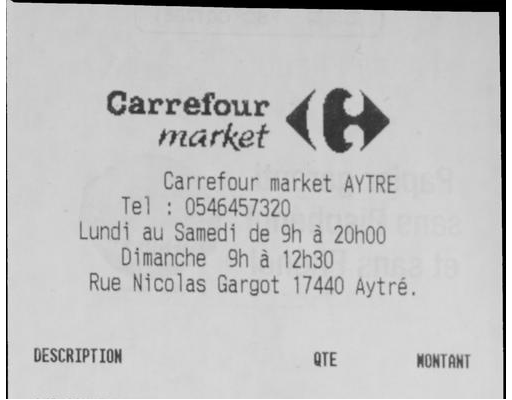 Carrefour
market
Carrefour market AYTRE
Tel : 0546457320
Lundi au Samedi de 9h à 20h00
Dimanche 9h à 12h30
Rue Nicolas Gargot 17440 Aytré.
DESCRIPTION QTE MONTANT